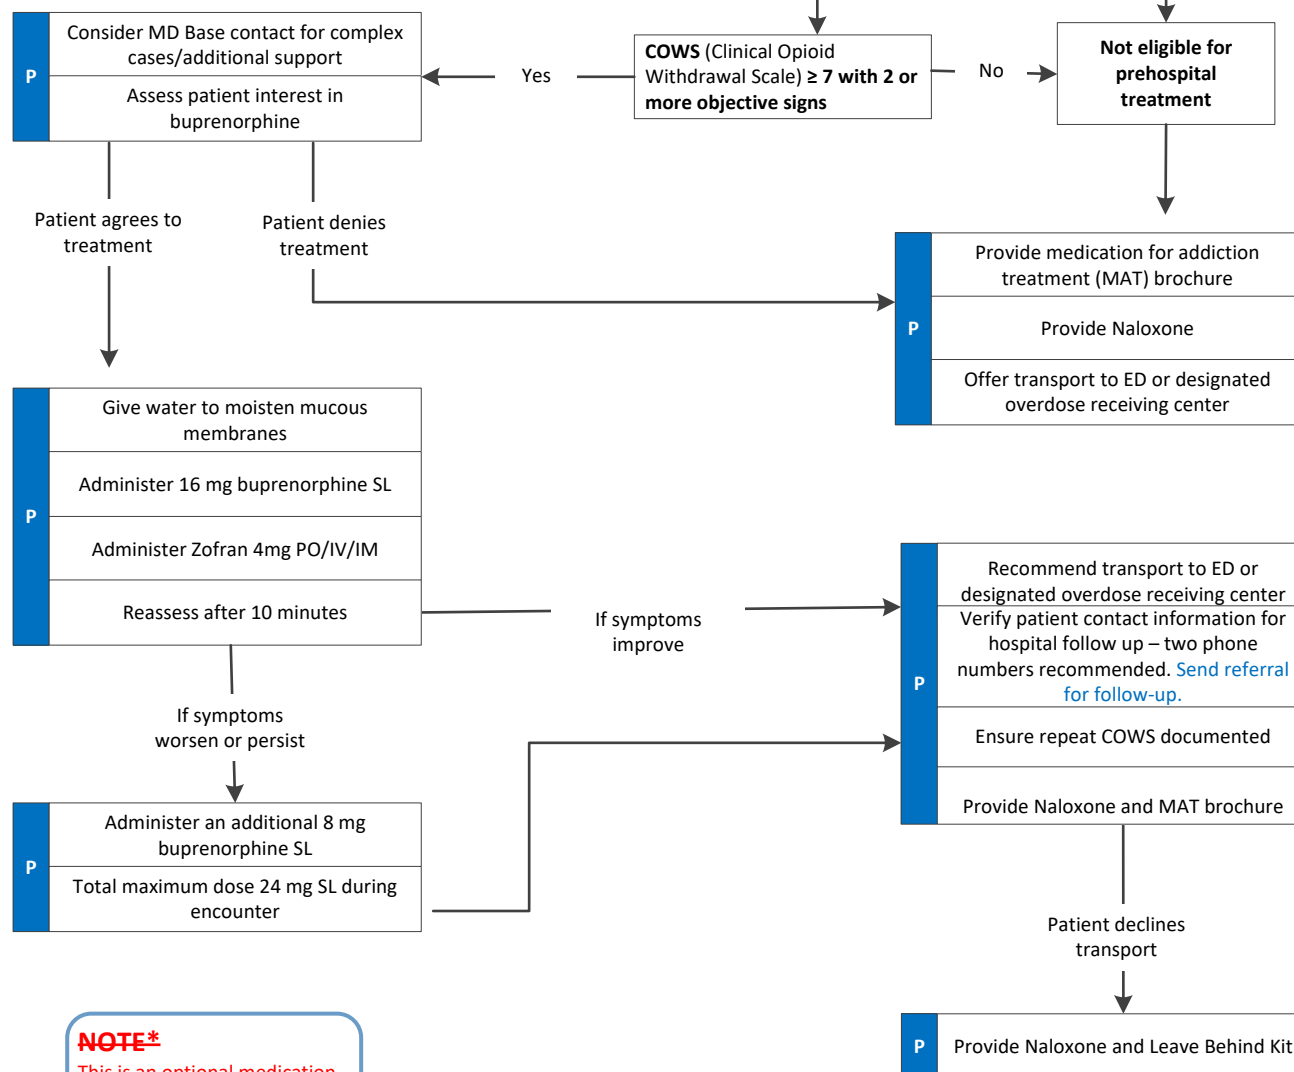 Consider MD Base contact for complex
cases/additional support
P
Assess patient interest in
buprenorphine
Yes
COWS (Clinical Opioid
Withdrawal Scale) ≥ 7 with 2 or
more objective signs
No
Not eligible for
prehospital
treatment
Patient agrees to
treatment
Patient denies
treatment
Provide medication for addiction
treatment (MAT) brochure
P
Provide Naloxone
Offer transport to ED or designated
overdose receiving center
Give water to moisten mucous
membranes
Administer 16 mg buprenorphine SL
P
Administer Zofran 4mg PO/IV/IM
Reassess after 10 minutes
If symptoms
improve
Recommend transport to ED or
designated overdose receiving center
Verify patient contact information for
hospital follow up – two phone
numbers recommended. Send referral
for follow-up.
P
Ensure repeat COWS documented
Provide Naloxone and MAT brochure
If symptoms
worsen or persist
Administer an additional 8 mg
buprenorphine SL
P
Total maximum dose 24 mg SL during
encounter
Patient declines
transport
P
Provide Naloxone and Leave Behind Kit
NOTE*
This is an optional medication